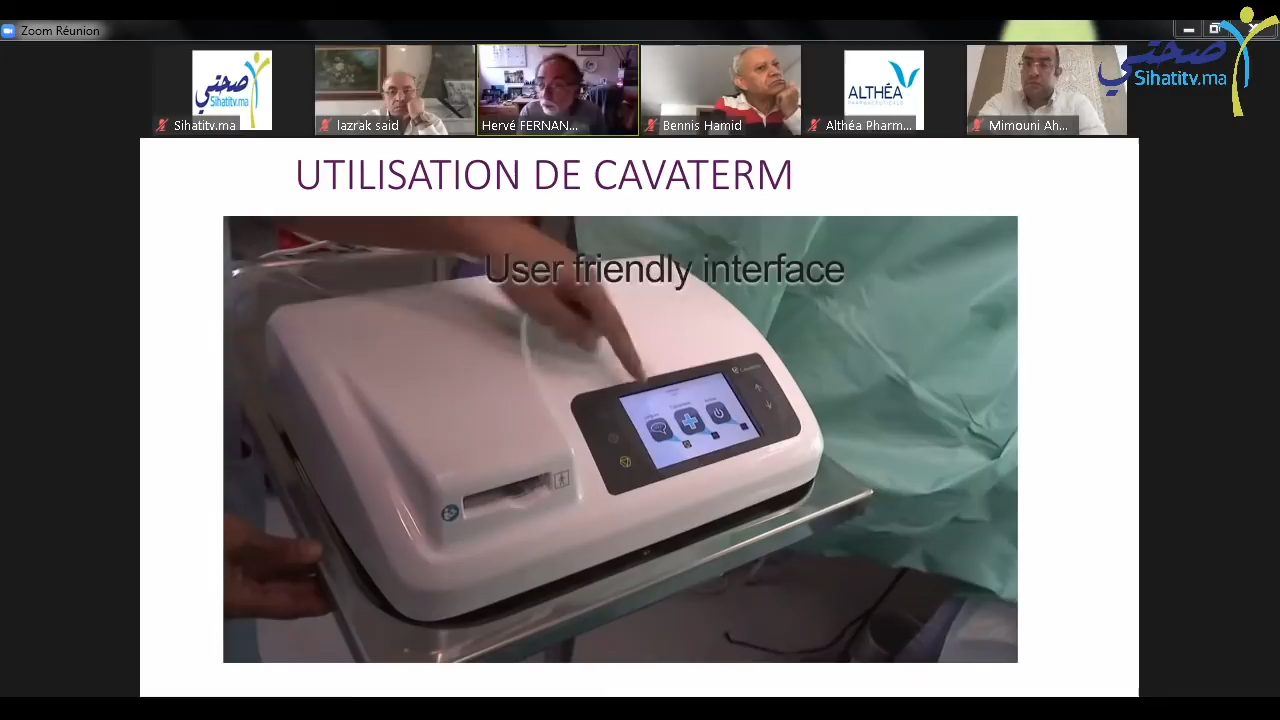 Zoom Réunion
صحتي
Sihatitv.ma
صحتي
Sihatitv.ma
ALTHÉA
PHARMACEUTICALS
Sihatitv.ma
lazrak said
Hervé FERNAN...
Bennis Hamid
Althéa Pharm...
Mimouni Ah...
UTILISATION DE CAVATERM
User friendly interface